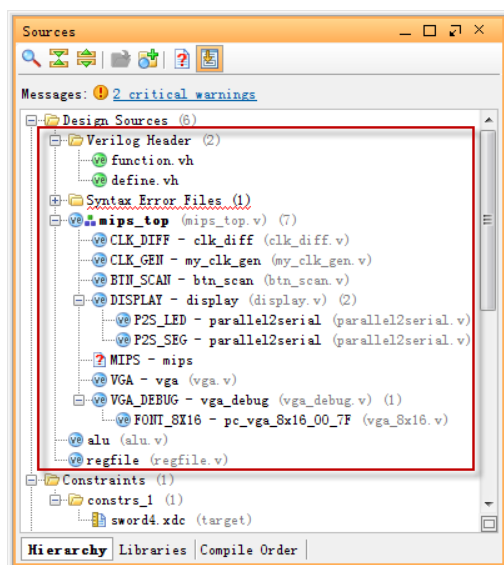 Sources
Messages: 2 critical warnings
Design Sources (6)
Verilog Header (2)
function.vh
define.vh
Syntax Error Files (1)
mips_top (mips_top.v) (7)
CLK_DIFF - clk_diff (clk_diff.v)
CLK_GEN - my_clk_gen (my_clk_gen.v)
BTN_SCAN - btn_scan (btn_scan.v)
DISPLAY - display (display.v) (2)
P2S_LED - parallel2serial (parallel2serial.v)
P2S_SEG - parallel2serial (parallel2serial.v)
MIPS - mips
VGA - vga (vga.v)
VGA_DEBUG - vga_debug (vga_debug.v) (1)
FONT_8X16 - pc_vga_8x16_00_7F (vga_8x16.v)
alu (alu.v)
regfile (regfile.v)
Constraints (1)
constrs_1 (1)
sword4.xdc (target)
Hierarchy Libraries Compile Order